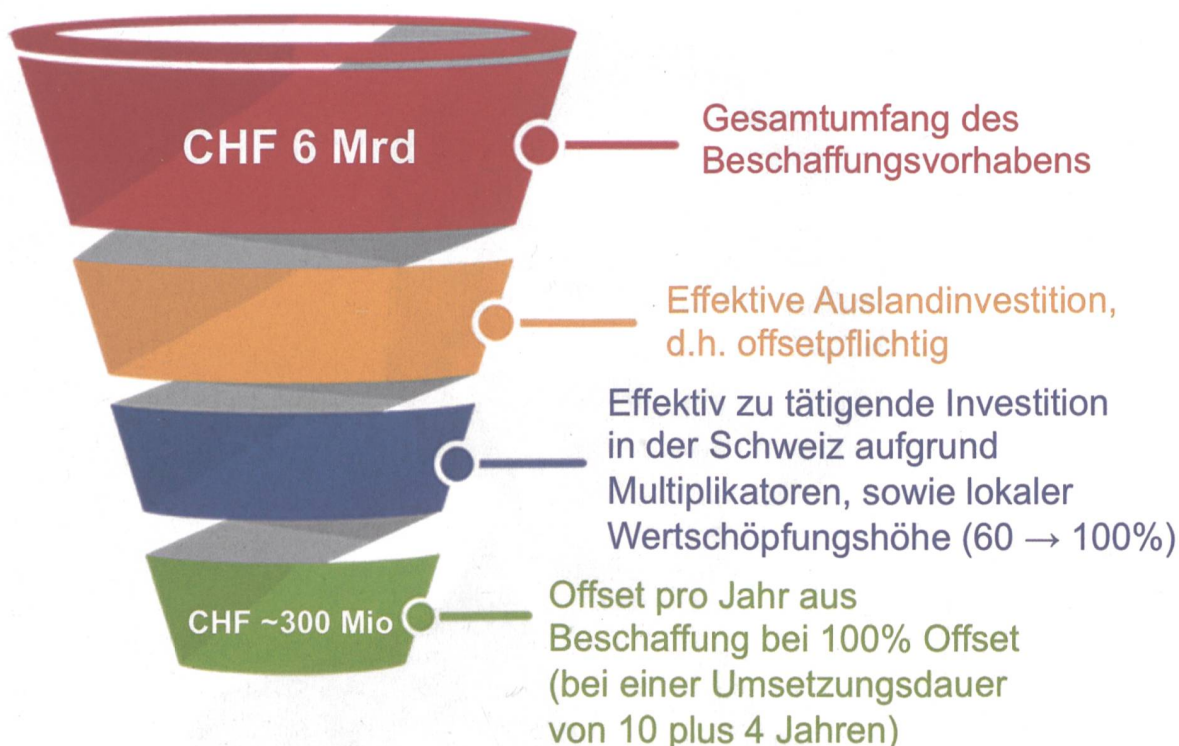 CHF 6 Mrd
Gesamtumfang des
Beschaffungsvorhabens
Effektive Auslandinvestition,
d.h. offsetpflichtig
Effektiv zu tätigende Investition
in der Schweiz aufgrund
Multiplikatoren, sowie lokaler
Wertschöpfungshöhe (60 → 100%)
CHF ~300 Mio
Offset pro Jahr aus
Beschaffung bei 100% Offset
(bei einer Umsetzungsdauer
von 10 plus 4 Jahren)